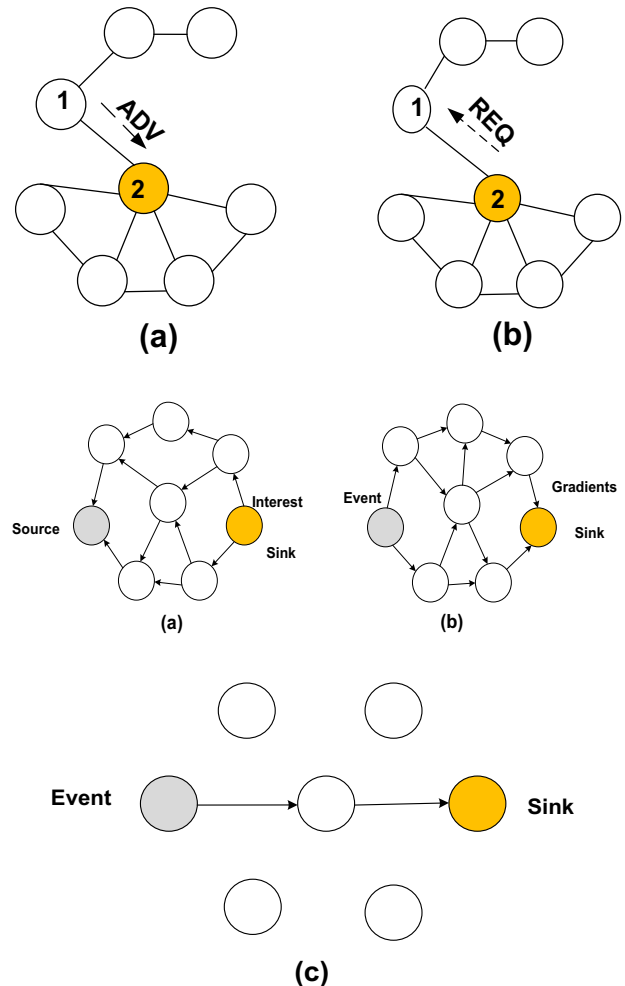 1
ADV
2
(a)
1
REQ
2
(b)
Interest
Source
Sink
(a)
Event
Gradients
Sink
(b)
Event
Sink
(c)